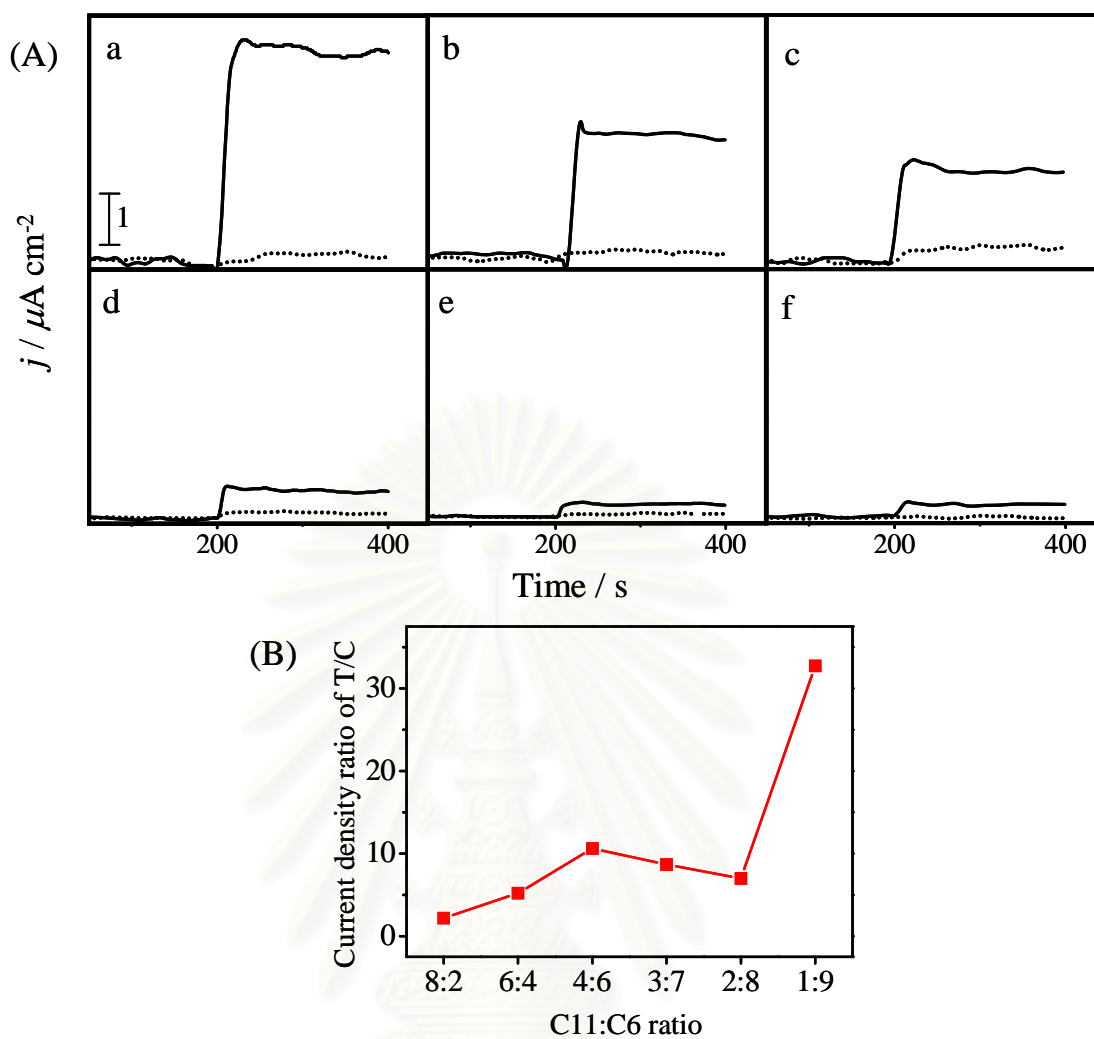 (A)
a
b
c
1
j / μA cm-2
d
e
f
200
400
200
400
200
400
Time / s
(B)
Current density ratio of T/C
30
20
10
0
8:2
6:4
4:6
3:7
2:8
1:9
C11:C6 ratio